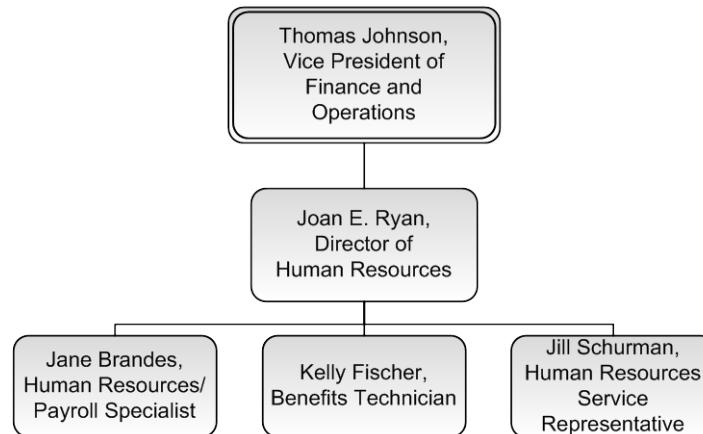 Thomas Johnson,
Vice President of
Finance and
Operations
Joan E. Ryan,
Director of
Human Resources
Jane Brandes,
Human Resources/
Payroll Specialist
Kelly Fischer,
Benefits Technician
Jill Schurman,
Human Resources
Service
Representative